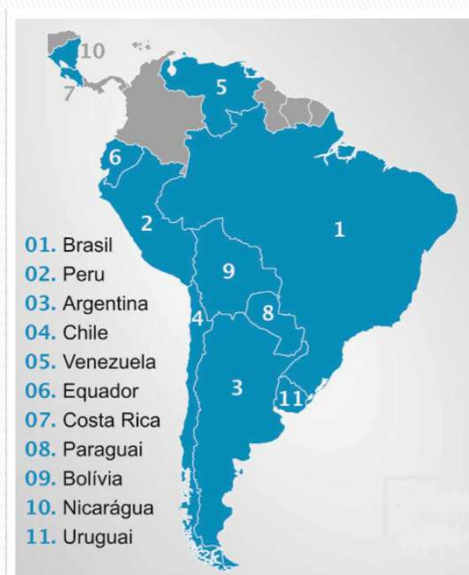 10
7
5
6
2
1
9
8
4
3
11
01. Brasil
02. Peru
03. Argentina
04. Chile
05. Venezuela
06. Equador
07. Costa Rica
08. Paraguai
09. Bolívia
10. Nicarágua
11. Uruguai